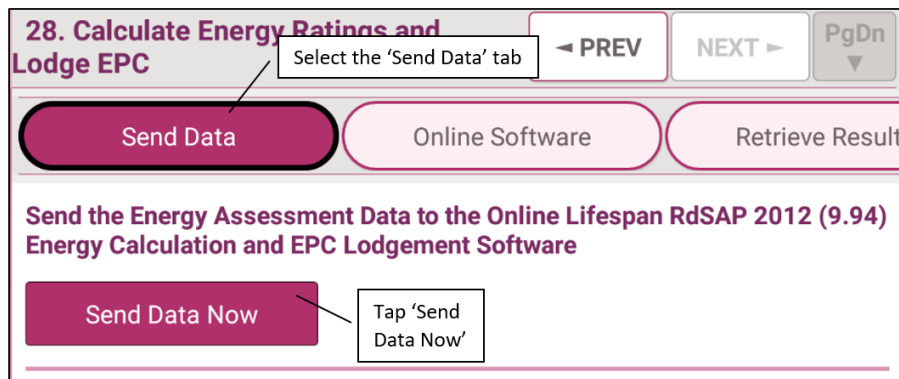 28. Calculate Energy Ratings and
Lodge EPC
Select the ‘Send Data’ tab
◄ PREV
NEXT ►
PgDn
▼
Send Data
Online Software
Retrieve Result
Send the Energy Assessment Data to the Online Lifespan RdSAP 2012 (9.94)
Energy Calculation and EPC Lodgement Software
Send Data Now
Tap ‘Send
Data Now’